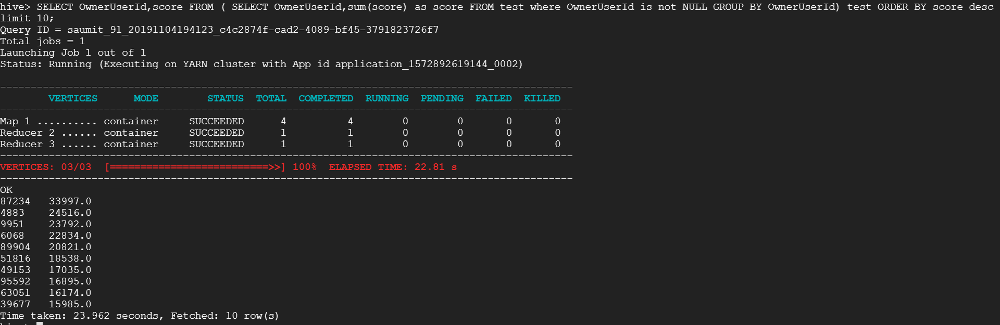 hive> SELECT OwnerUserId,score FROM ( SELECT OwnerUserId,sum(score) as score FROM test where OwnerUserId is not NULL GROUP BY OwnerUserId) test ORDER BY score desc
limit 10;
Query ID = saumit_91_20191104194123_c4c2874f-cad2-4089-bf45-3791823726f7
Total jobs = 1
Launching Job 1 out of 1
Status: Running (Executing on YARN cluster with App id application_1572892619144_0002)
----------------------------------------------------------------------------------------------
        VERTICES      MODE        STATUS  TOTAL  COMPLETED  RUNNING  PENDING  FAILED  KILLED
----------------------------------------------------------------------------------------------
Map 1 .......... container     SUCCEEDED      4          4        0        0       0       0
Reducer 2 ...... container     SUCCEEDED      1          1        0        0       0       0
Reducer 3 ...... container     SUCCEEDED      1          1        0        0       0       0
----------------------------------------------------------------------------------------------
VERTICES: 03/03  [==========================>>] 100%  ELAPSED TIME: 22.81 s
----------------------------------------------------------------------------------------------
OK
87234   33997.0
4883    24516.0
9951    23792.0
6068    22834.0
89904   20821.0
51816   18538.0
49153   17035.0
95592   16895.0
63051   16174.0
39677   15985.0
Time taken: 23.962 seconds, Fetched: 10 row(s)